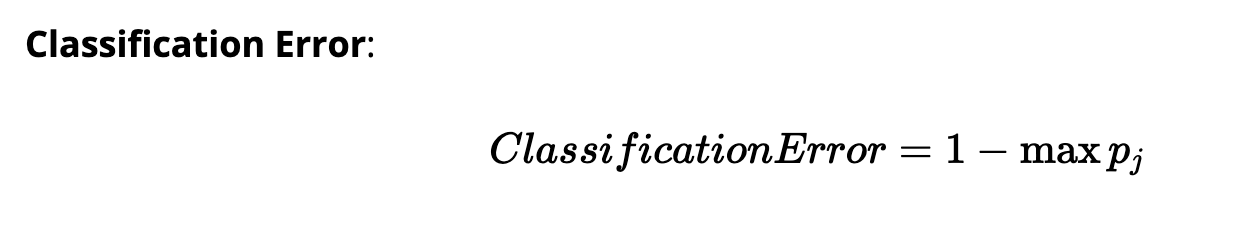 Classification Error:
ClassificationError = 1 − max p_j